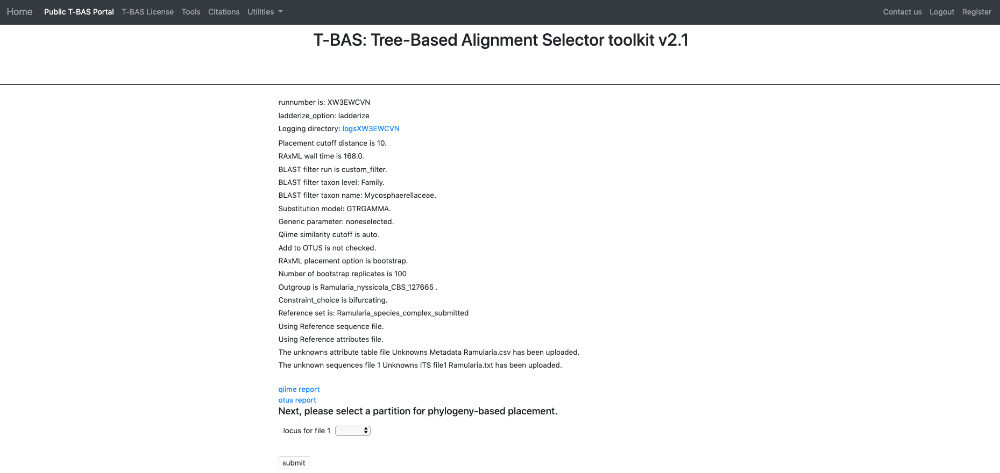 Home Public T-BAS Portal T-BAS License Tools Citations Utilities Contact us Logout Register
T-BAS: Tree-Based Alignment Selector toolkit v2.1
runnumber is: XW3EWCVN
ladderize_option: ladderize
Logging directory: logsXW3EWCVN
Placement cutoff distance is 10.
RAxML wall time is 168.0.
BLAST filter run is custom_filter.
BLAST filter taxon level: Family.
BLAST filter taxon name: Mycosphaerellaceae.
Substitution model: GTRGAMMA.
Generic parameter: noneselected.
Qiime similarity cutoff is auto.
Add to OTUS is not checked.
RAxML placement option is bootstrap.
Number of bootstrap replicates is 100
Outgroup is Ramularia_nyssicola_CBS_127665 .
Constraint_choice is bifurcating.
Reference set is: Ramularia_species_complex_submitted
Using Reference sequence file.
Using Reference attributes file.
The unknowns attribute table file Unknowns Metadata Ramularia.csv has been uploaded.
The unknown sequences file 1 Unknowns ITS file1 Ramularia.txt has been uploaded.
qiime report
otus report
Next, please select a partition for phylogeny-based placement.
locus for file 1
submit